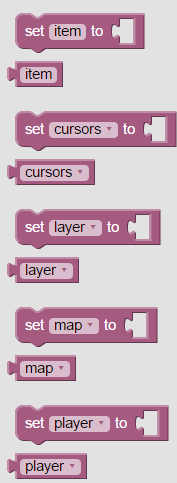 set item to
item
set cursors to
cursors
set layer to
layer
set map to
map
set player to
player